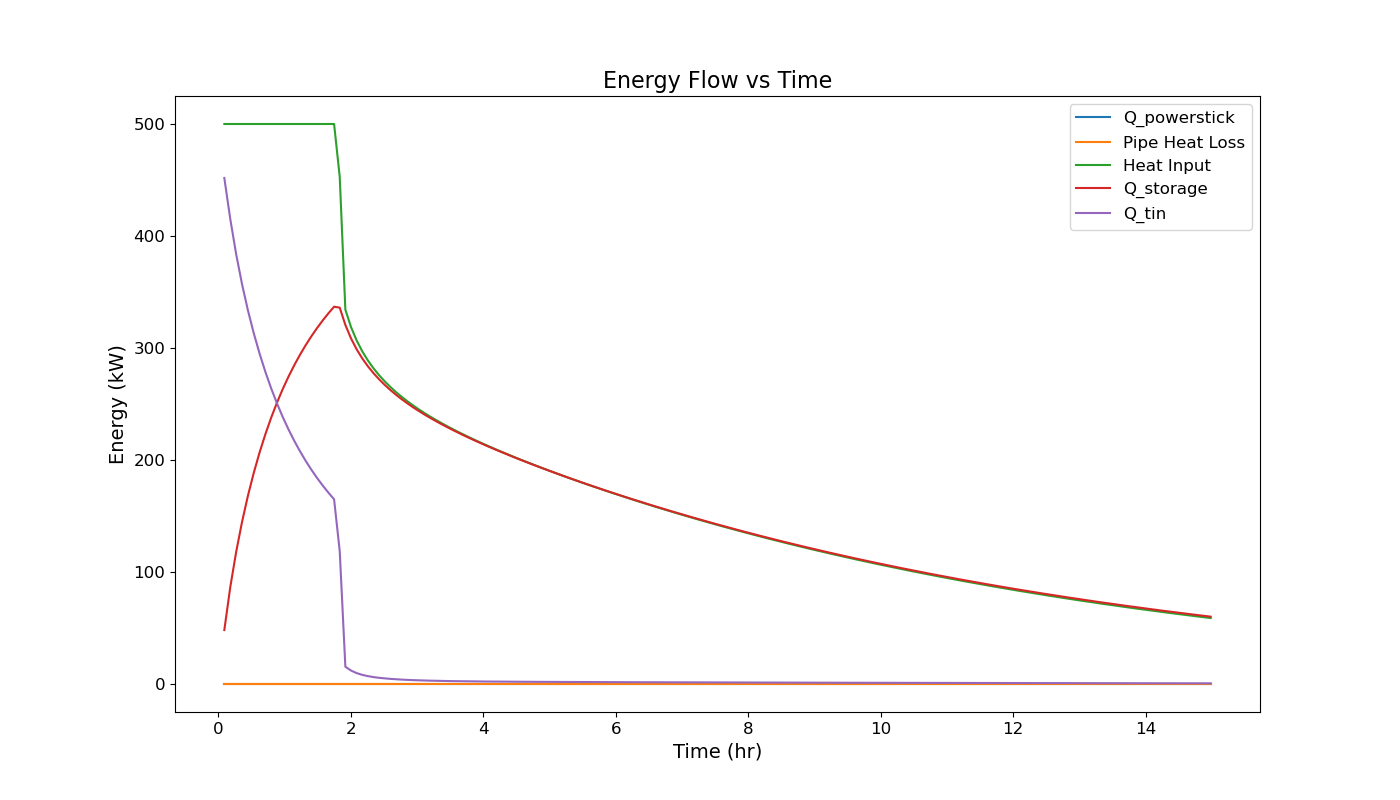 Energy Flow vs Time
Energy (kW)
500
400
300
200
100
0
Q_powerstick
Pipe Heat Loss
Heat Input
Q_storage
Q_tin
0 2 4 6 8 10 12 14
Time (hr)